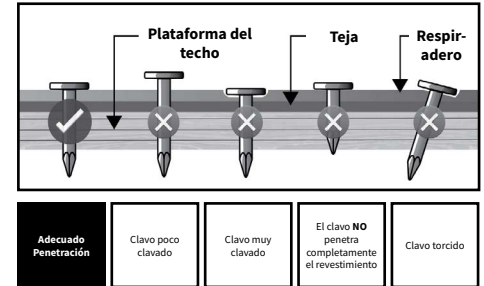 Plataforma del
techo
Teja
Respir-
adero
Adecuado
Penetración
Clavo poco
clavado
Clavo muy
clavado
El clavo NO
penetra
completamente
el revestimiento
Clavo torcido